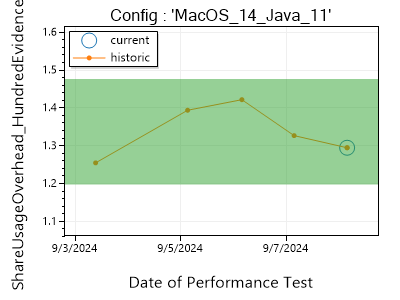 Config : 'MacOS_14_Java_11'
ShareUsageOverhead_HundredEvidence
current
historic
1.6
1.5
1.4
1.3
1.2
1.1
9/3/2024
9/5/2024
9/7/2024
Date of Performance Test